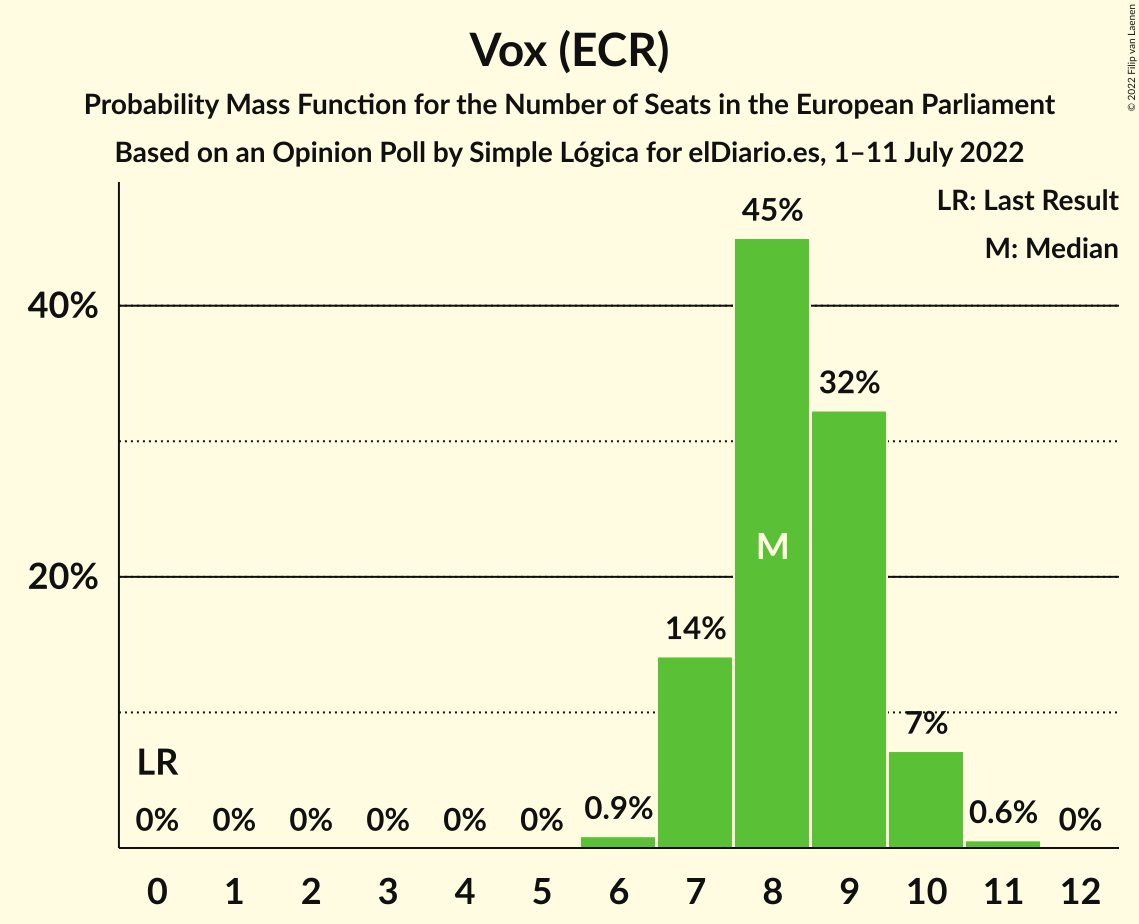 Vox (ECR)
Probability Mass Function for the Number of Seats in the European Parliament
Based on an Opinion Poll by Simple Lógica for elDiario.es, 1–11 July 2022
© 2022 Filip van Laenen
LR: Last Result
M: Median
45%
40%
32%
M
20%
14%
7%
LR
0% 0% 0% 0% 0% 0% 0.9% 0.6% 0%
0 1 2 3 4 5 6 7 8 9 10 11 12